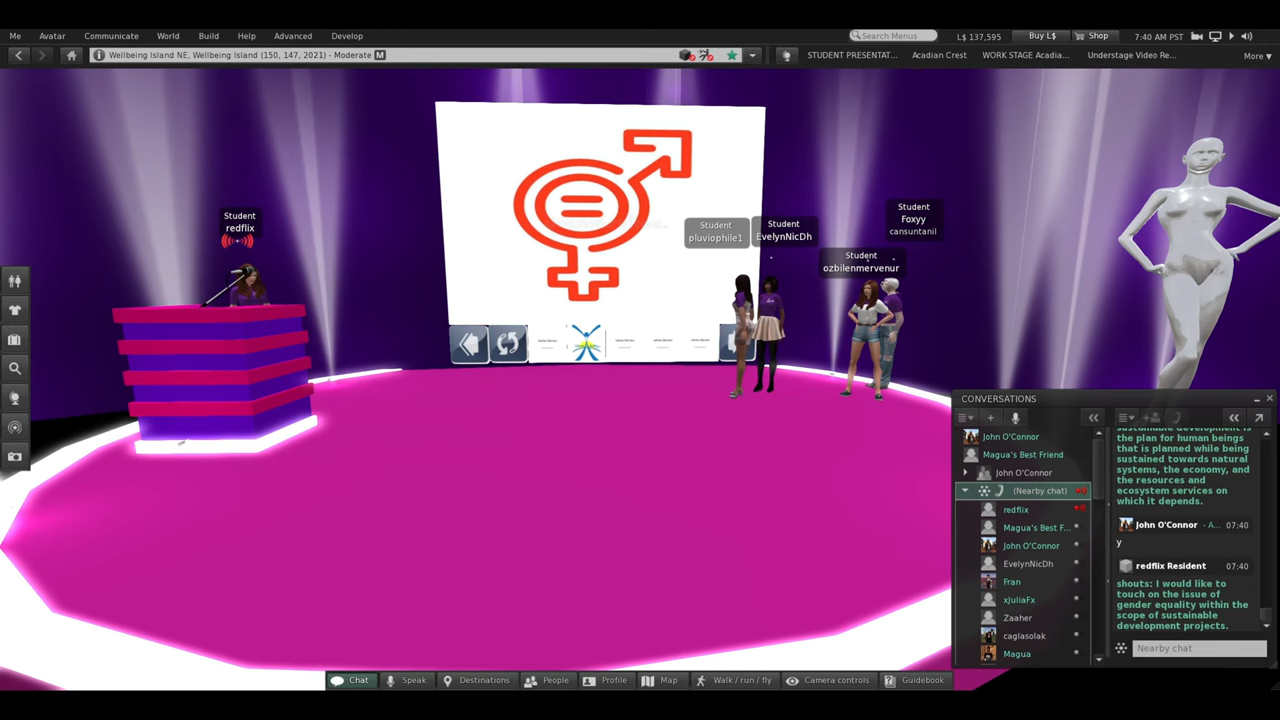 Me Avatar Communicate World Build Help Advanced Develop
Search Menus L$ 137,595 Buy L$ Shop 7:40 AM PST
Wellbeing Island NE, Wellbeing Island (150, 147, 2021) - Moderate M
STUDENT PRESENTAT... Acadian Crest WORK STAGE Acadia... Understage Video Re... More
Student
redflix
Student
pluviophile1
Student
EvelynNicDh
Student
ozbilenmervenur
Student
Foxyy
cansuntanil
CONVERSATIONS
John O'Connor
Magua's Best Friend
John O'Connor
(Nearby chat)
redflix
Magua's Best F...
John O'Connor
EvelynNicDh
Fran
xJuliaFx
Zaaher
caglasolak
Magua
sustainable development is
the plan for human beings
that is planned while being
sustained towards natural
systems, the economy, and
the resources and
ecosystem services on
which it depends.
John O'Connor - A... 07:40
y
redflix Resident 07:40
shouts: I would like to
touch on the issue of
gender equality within the
scope of sustainable
development projects.
Nearby chat
Chat Speak Destinations People Profile Map Walk / run / fly Camera controls Guidebook